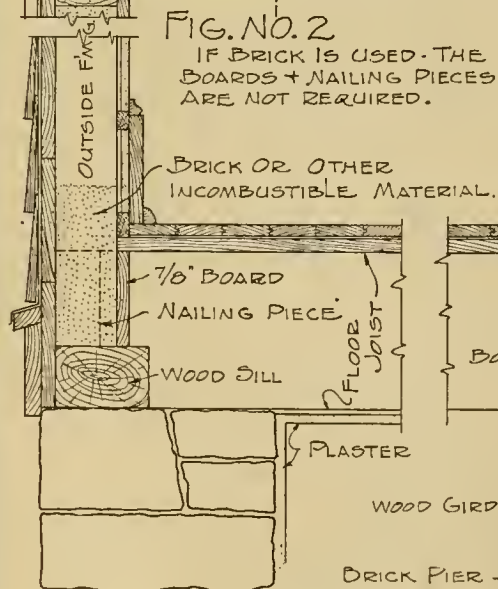 FIG. NO. 2
IF BRICK IS USED - THE
BOARDS + NAILING PIECES
ARE NOT REQUIRED.
OUTSIDE F'M'G.
BRICK OR OTHER
INCOMBUSTIBLE MATERIAL.
7/8" BOARD
NAILING PIECE
FLOOR
JOIST
WOOD SILL
PLASTER
WOOD GIRD
BRICK PIER -